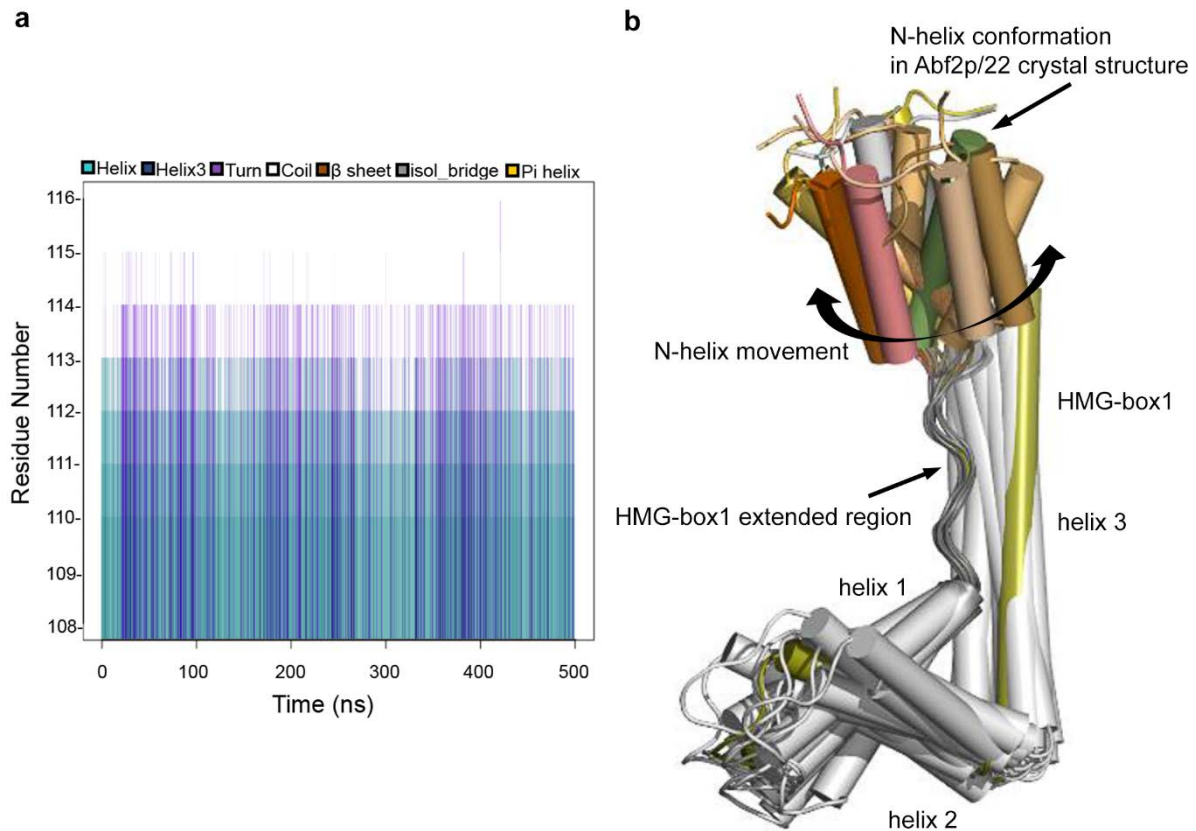 a
Helix Helix3 Turn Coil β sheet isol_bridge Pi helix
116-
115-
114-
113-
112-
111-
110-
109-
108-
Residue Number
0 100 200 300 400 500
Time (ns)
b
N-helix conformation
in Abf2p/22 crystal structure
N-helix movement
HMG-box1
HMG-box1 extended region
helix 3
helix 1
helix 2